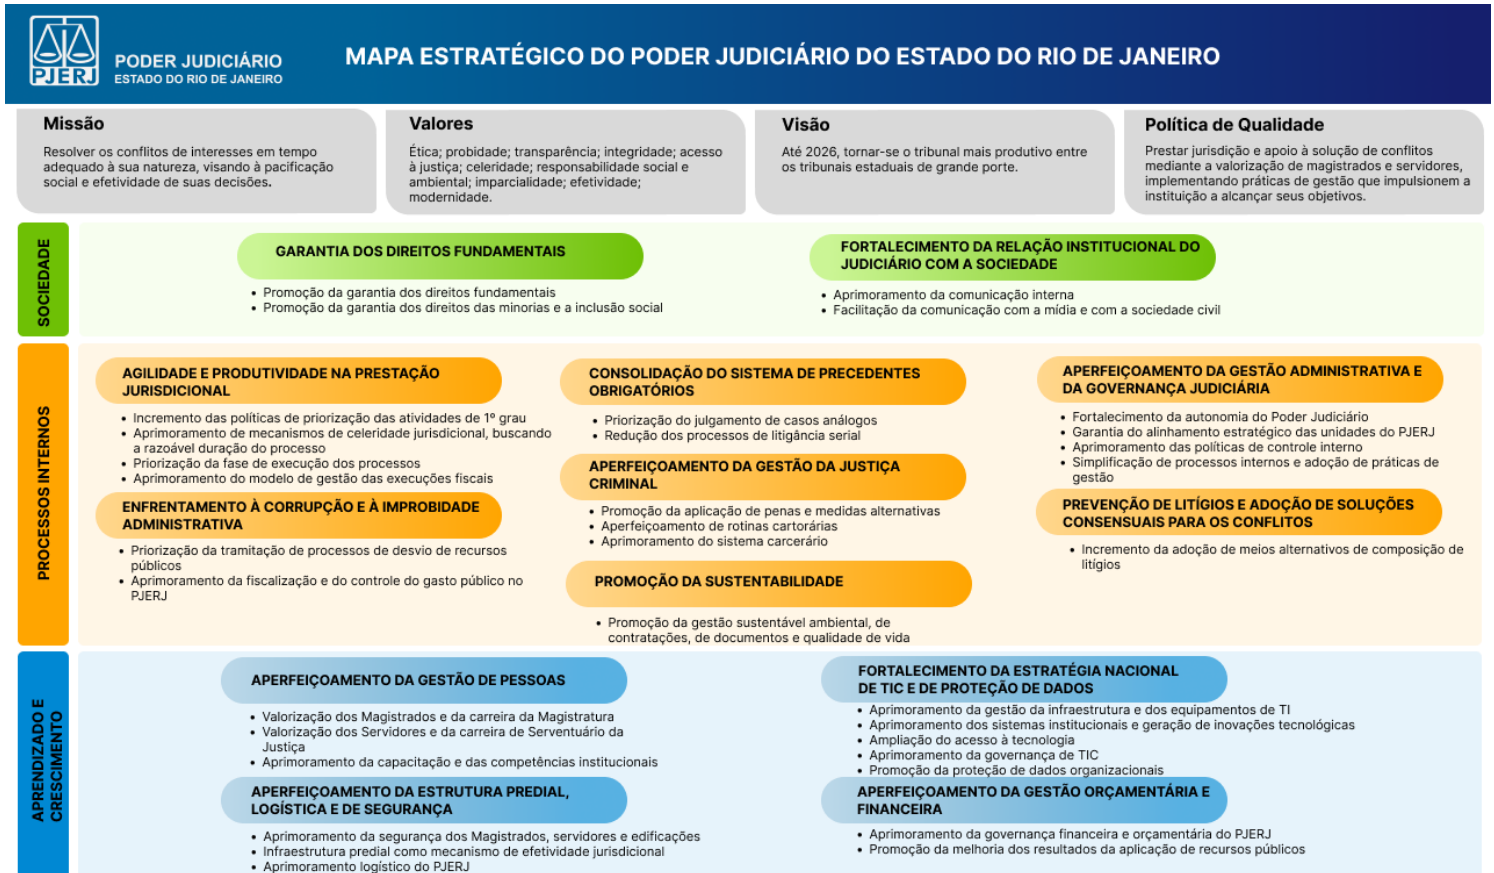 PJERJ
PODER JUDICIÁRIO
ESTADO DO RIO DE JANEIRO
MAPA ESTRATÉGICO DO PODER JUDICIÁRIO DO ESTADO DO RIO DE JANEIRO
Missão
Resolver os conflitos de interesses em tempo
adequado à sua natureza, visando à pacificação
social e efetividade de suas decisões.
Valores
Ética; probidade; transparência; integridade; acesso
à justiça; celeridade; responsabilidade social e
ambiental; imparcialidade; efetividade;
modernidade.
Visão
Até 2026, tornar-se o tribunal mais produtivo entre
os tribunais estaduais de grande porte.
Política de Qualidade
Prestar jurisdição e apoio à solução de conflitos
mediante a valorização de magistrados e servidores,
implementando práticas de gestão que impulsionem a
instituição a alcançar seus objetivos.
SOCIEDADE
GARANTIA DOS DIREITOS FUNDAMENTAIS
• Promoção da garantia dos direitos fundamentais
• Promoção da garantia dos direitos das minorias e a inclusão social
FORTALECIMENTO DA RELAÇÃO INSTITUCIONAL DO
JUDICIÁRIO COM A SOCIEDADE
• Aprimoramento da comunicação interna
• Facilitação da comunicação com a mídia e com a sociedade civil
PROCESSOS INTERNOS
AGILIDADE E PRODUTIVIDADE NA PRESTAÇÃO
JURISDICIONAL
• Incremento das políticas de priorização das atividades de 1º grau
• Aprimoramento de mecanismos de celeridade jurisdicional, buscando
a razoável duração do processo
• Priorização da fase de execução dos processos
• Aprimoramento do modelo de gestão das execuções fiscais
ENFRENTAMENTO À CORRUPÇÃO E À IMPROBIDADE
ADMINISTRATIVA
• Priorização da tramitação de processos de desvio de recursos
públicos
• Aprimoramento da fiscalização e do controle do gasto público no
PJERJ
CONSOLIDAÇÃO DO SISTEMA DE PRECEDENTES
OBRIGATÓRIOS
• Priorização do julgamento de casos análogos
• Redução dos processos de litigância serial
APERFEIÇOAMENTO DA GESTÃO DA JUSTIÇA
CRIMINAL
• Promoção da aplicação de penas e medidas alternativas
• Aperfeiçoamento de rotinas cartorárias
• Aprimoramento do sistema carcerário
PROMOÇÃO DA SUSTENTABILIDADE
• Promoção da gestão sustentável ambiental, de
contratações, de documentos e qualidade de vida
APERFEIÇOAMENTO DA GESTÃO ADMINISTRATIVA E
DA GOVERNANÇA JUDICIÁRIA
• Fortalecimento da autonomia do Poder Judiciário
• Garantia do alinhamento estratégico das unidades do PJERJ
• Aprimoramento das políticas de controle interno
• Simplificação de processos internos e adoção de práticas de
gestão
PREVENÇÃO DE LITÍGIOS E ADOÇÃO DE SOLUÇÕES
CONSENSUAIS PARA OS CONFLITOS
• Incremento da adoção de meios alternativos de composição de
litígios
APRENDIZADO E
CRESCIMENTO
APERFEIÇOAMENTO DA GESTÃO DE PESSOAS
• Valorização dos Magistrados e da carreira da Magistratura
• Valorização dos Servidores e da carreira de Serventuário da
Justiça
• Aprimoramento da capacitação e das competências institucionais
APERFEIÇOAMENTO DA ESTRUTURA PREDIAL,
LOGÍSTICA E DE SEGURANÇA
• Aprimoramento da segurança dos Magistrados, servidores e edificações
• Infraestrutura predial como mecanismo de efetividade jurisdicional
• Aprimoramento logístico do PJERJ
FORTALECIMENTO DA ESTRATÉGIA NACIONAL
DE TIC E DE PROTEÇÃO DE DADOS
• Aprimoramento da gestão da infraestrutura e dos equipamentos de TI
• Aprimoramento dos sistemas institucionais e geração de inovações tecnológicas
• Ampliação do acesso à tecnologia
• Aprimoramento da governança de TIC
• Promoção da proteção de dados organizacionais
APERFEIÇOAMENTO DA GESTÃO ORÇAMENTÁRIA E
FINANCEIRA
• Aprimoramento da governança financeira e orçamentária do PJERJ
• Promoção da melhoria dos resultados da aplicação de recursos públicos